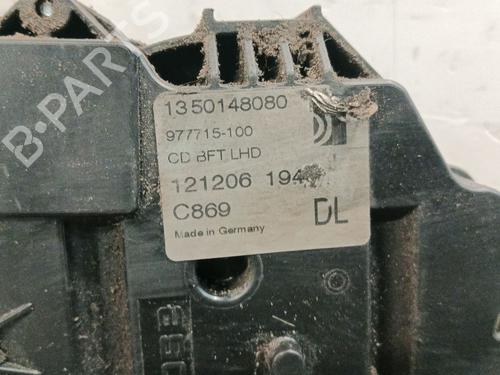 B-PARTS
1350148080
977715-100
CD BFT LHD
121206 194
C869 DL
Made in Germany